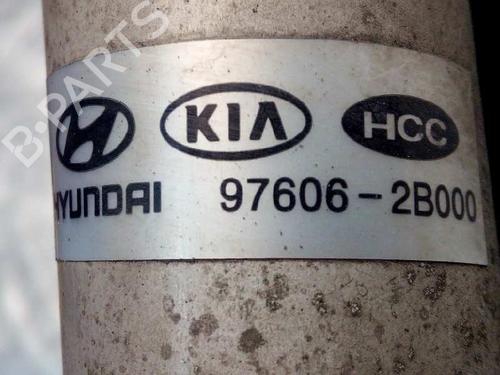 B-PARTS
KIA
HCC
HYUNDAI
97606-2B000